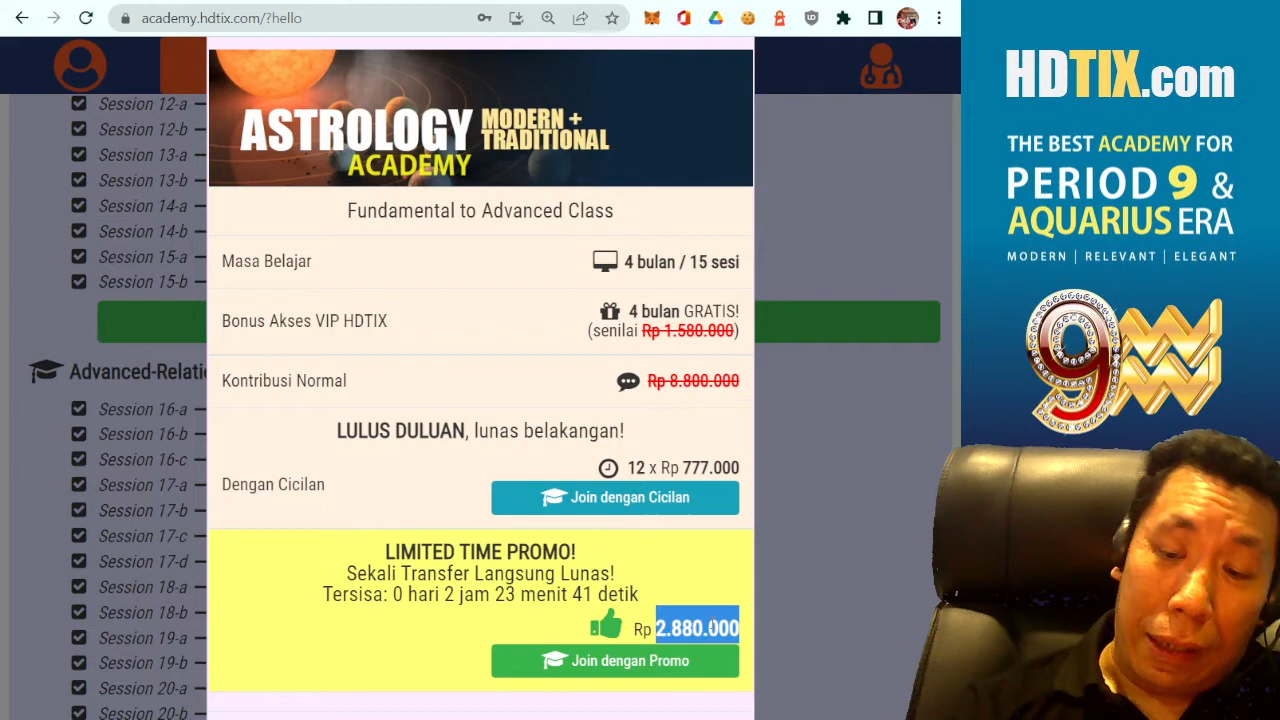 academy.hdtix.com/?hello
Session 12-a
Session 12-b
Session 13-a
Session 13-b
Session 14-a
Session 14-b
Session 15-a
Session 15-b
Advanced-Relatio
Session 16-a
Session 16-b
Session 16-c
Session 17-a
Session 17-b
Session 17-c
Session 17-d
Session 18-a
Session 18-b
Session 19-a
Session 19-b
Session 20-a
Session 20-b
ASTROLOGY MODERN +
TRADITIONAL
ACADEMY
Fundamental to Advanced Class
Masa Belajar 4 bulan / 15 sesi
Bonus Akses VIP HDTIX 4 bulan GRATIS!
(senilai Rp 1.580.000)
Kontribusi Normal Rp 8.800.000
LULUS DULUAN, lunas belakangan!
12 x Rp 777.000
Dengan Cicilan
Join dengan Cicilan
LIMITED TIME PROMO!
Sekali Transfer Langsung Lunas!
Tersisa: 0 hari 2 jam 23 menit 41 detik
Rp 2.880.000
Join dengan Promo
HDTIX.com
THE BEST ACADEMY FOR
PERIOD 9 &
AQUARIUS ERA
MODERN | RELEVANT | ELEGANT
9